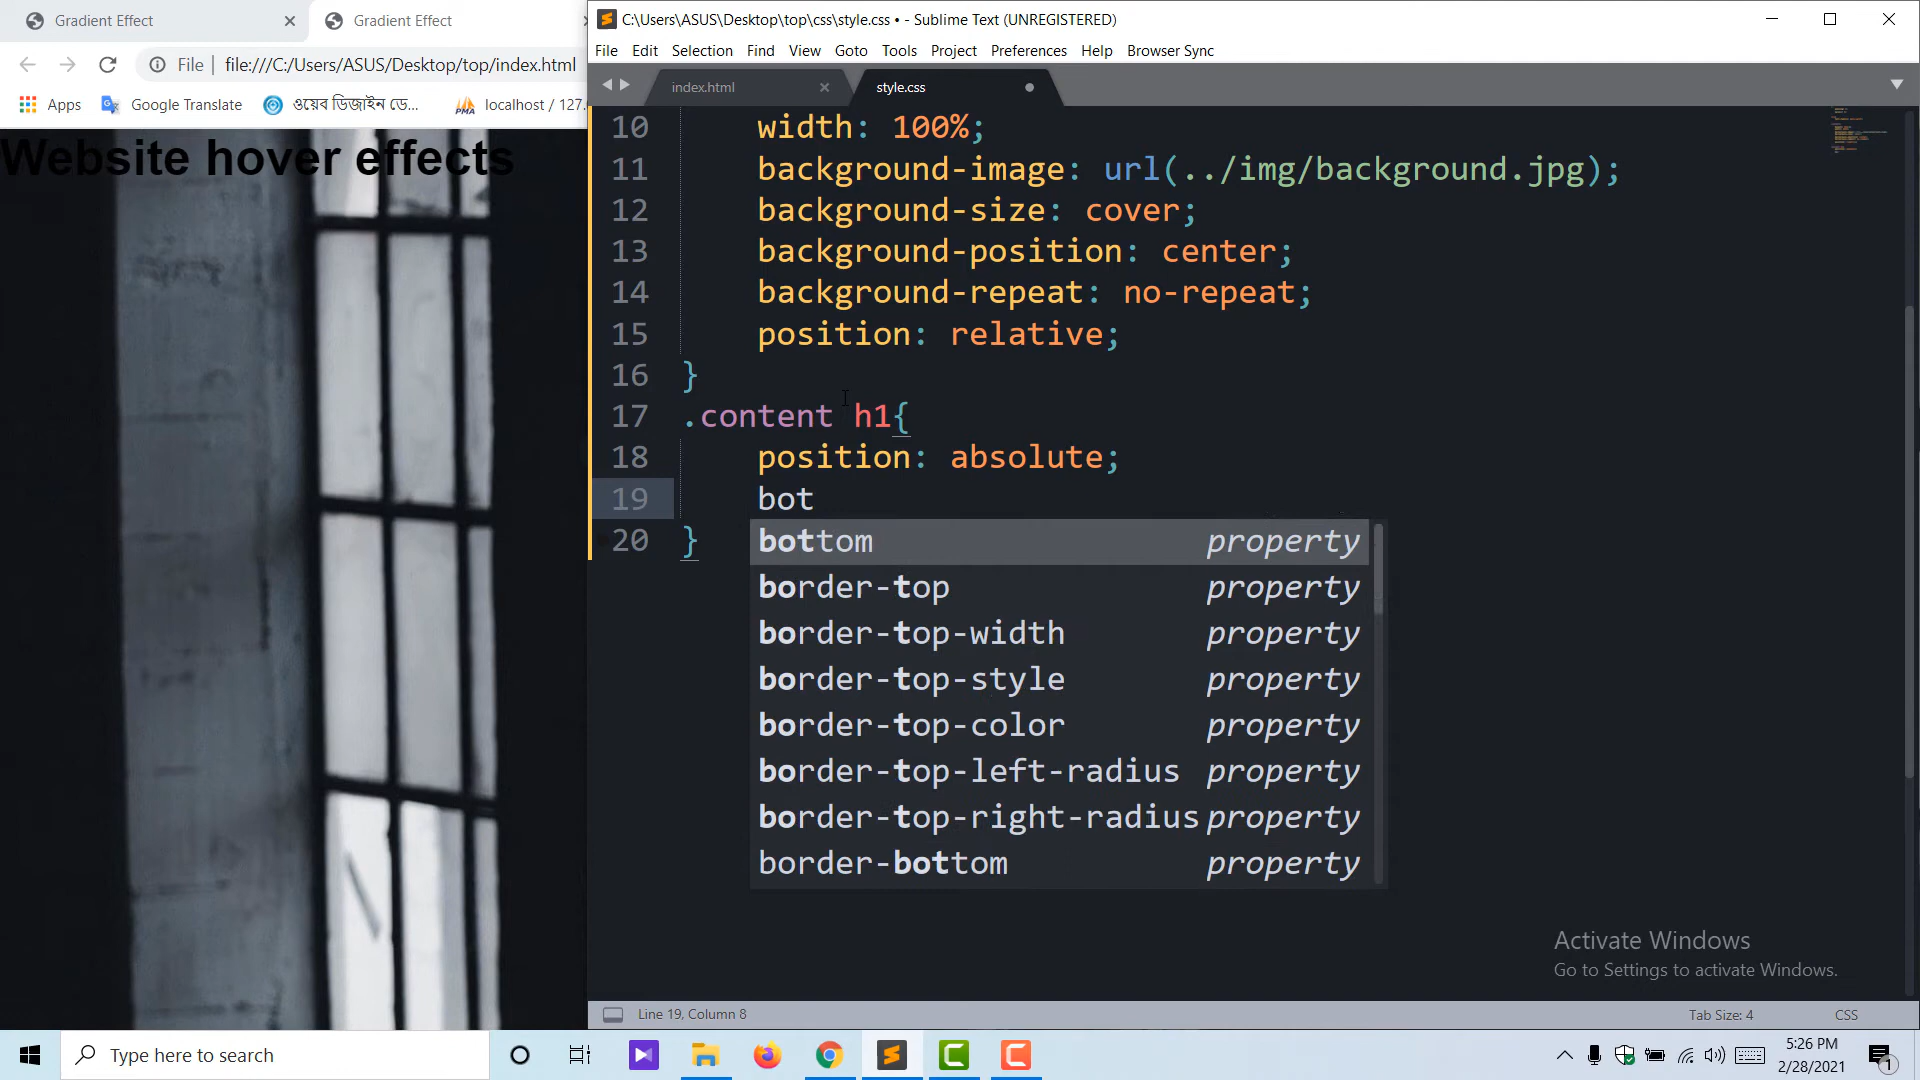 Gradient Effect
Gradient Effect
C:\Users\ASUS\Desktop\top\css\style.css • - Sublime Text (UNREGISTERED)
File | file:///C:/Users/ASUS/Desktop/top/index.html
File Edit Selection Find View Goto Tools Project Preferences Help Browser Sync
Apps Google Translate ওয়েব ডিজাইন ডে... localhost / 127.
index.html style.css
Website hover effects
10 width: 100%;
11 background-image: url(../img/background.jpg);
12 background-size: cover;
13 background-position: center;
14 background-repeat: no-repeat;
15 position: relative;
16 }
17 .content h1{
18 position: absolute;
19 bot
20 }
bottom property
border-top property
border-top-width property
border-top-style property
border-top-color property
border-top-left-radius property
border-top-right-radius property
border-bottom property
Activate Windows
Go to Settings to activate Windows.
Line 19, Column 8 Tab Size: 4 CSS
Type here to search
5:26 PM
2/28/2021
1